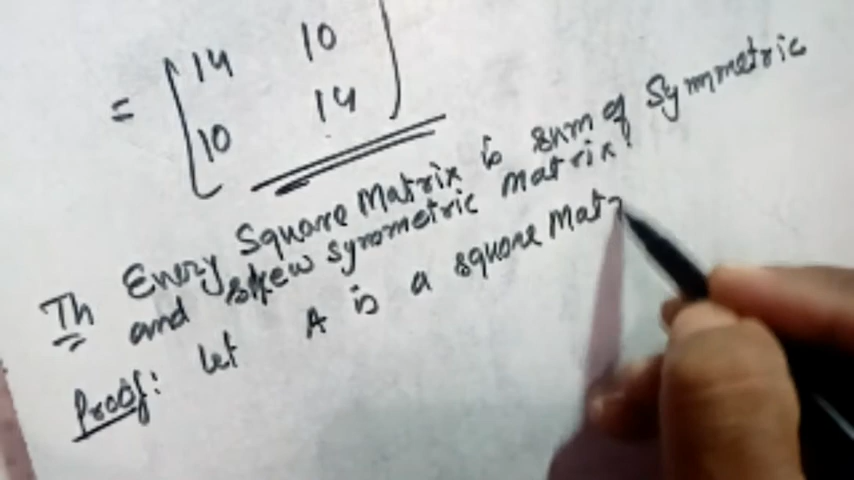 = [ 14 10
10 14 ]
Th Every Square Matrix is sum of Symmetric
and skew symmetric matrix.
Proof: let A is a square Matr